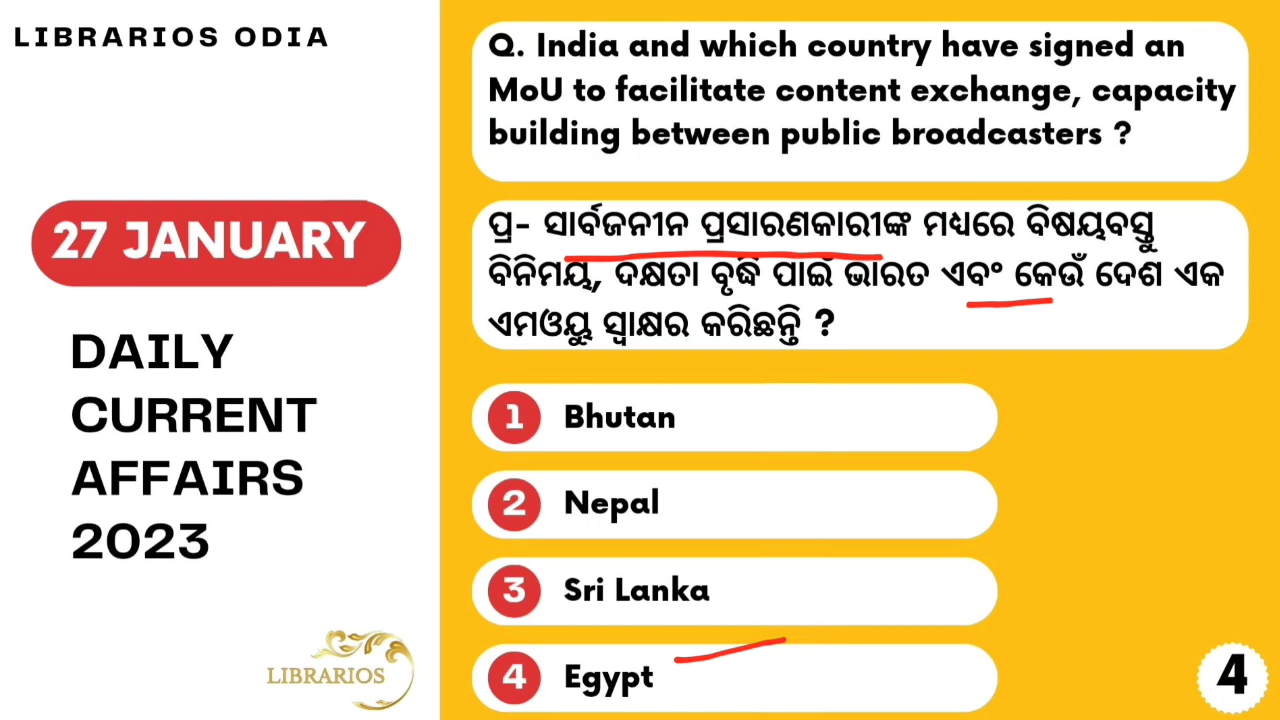 LIBRARIOS ODIA
27 JANUARY
DAILY
CURRENT
AFFAIRS
2023
LIBRARIOS
Q. India and which country have signed an
MoU to facilitate content exchange, capacity
building between public broadcasters ?
ପ୍ର- ସାର୍ବଜନୀନ ପ୍ରସାରଣକାରୀଙ୍କ ମଧ୍ୟରେ ବିଷୟବସ୍ତୁ
ବିନିମୟ, ଦକ୍ଷତା ବୃଦ୍ଧି ପାଇଁ ଭାରତ ଏବଂ କେଉଁ ଦେଶ ଏକ
ଏମଓୟୁ ସ୍ୱାକ୍ଷର କରିଛନ୍ତି ?
1 Bhutan
2 Nepal
3 Sri Lanka
4 Egypt
4